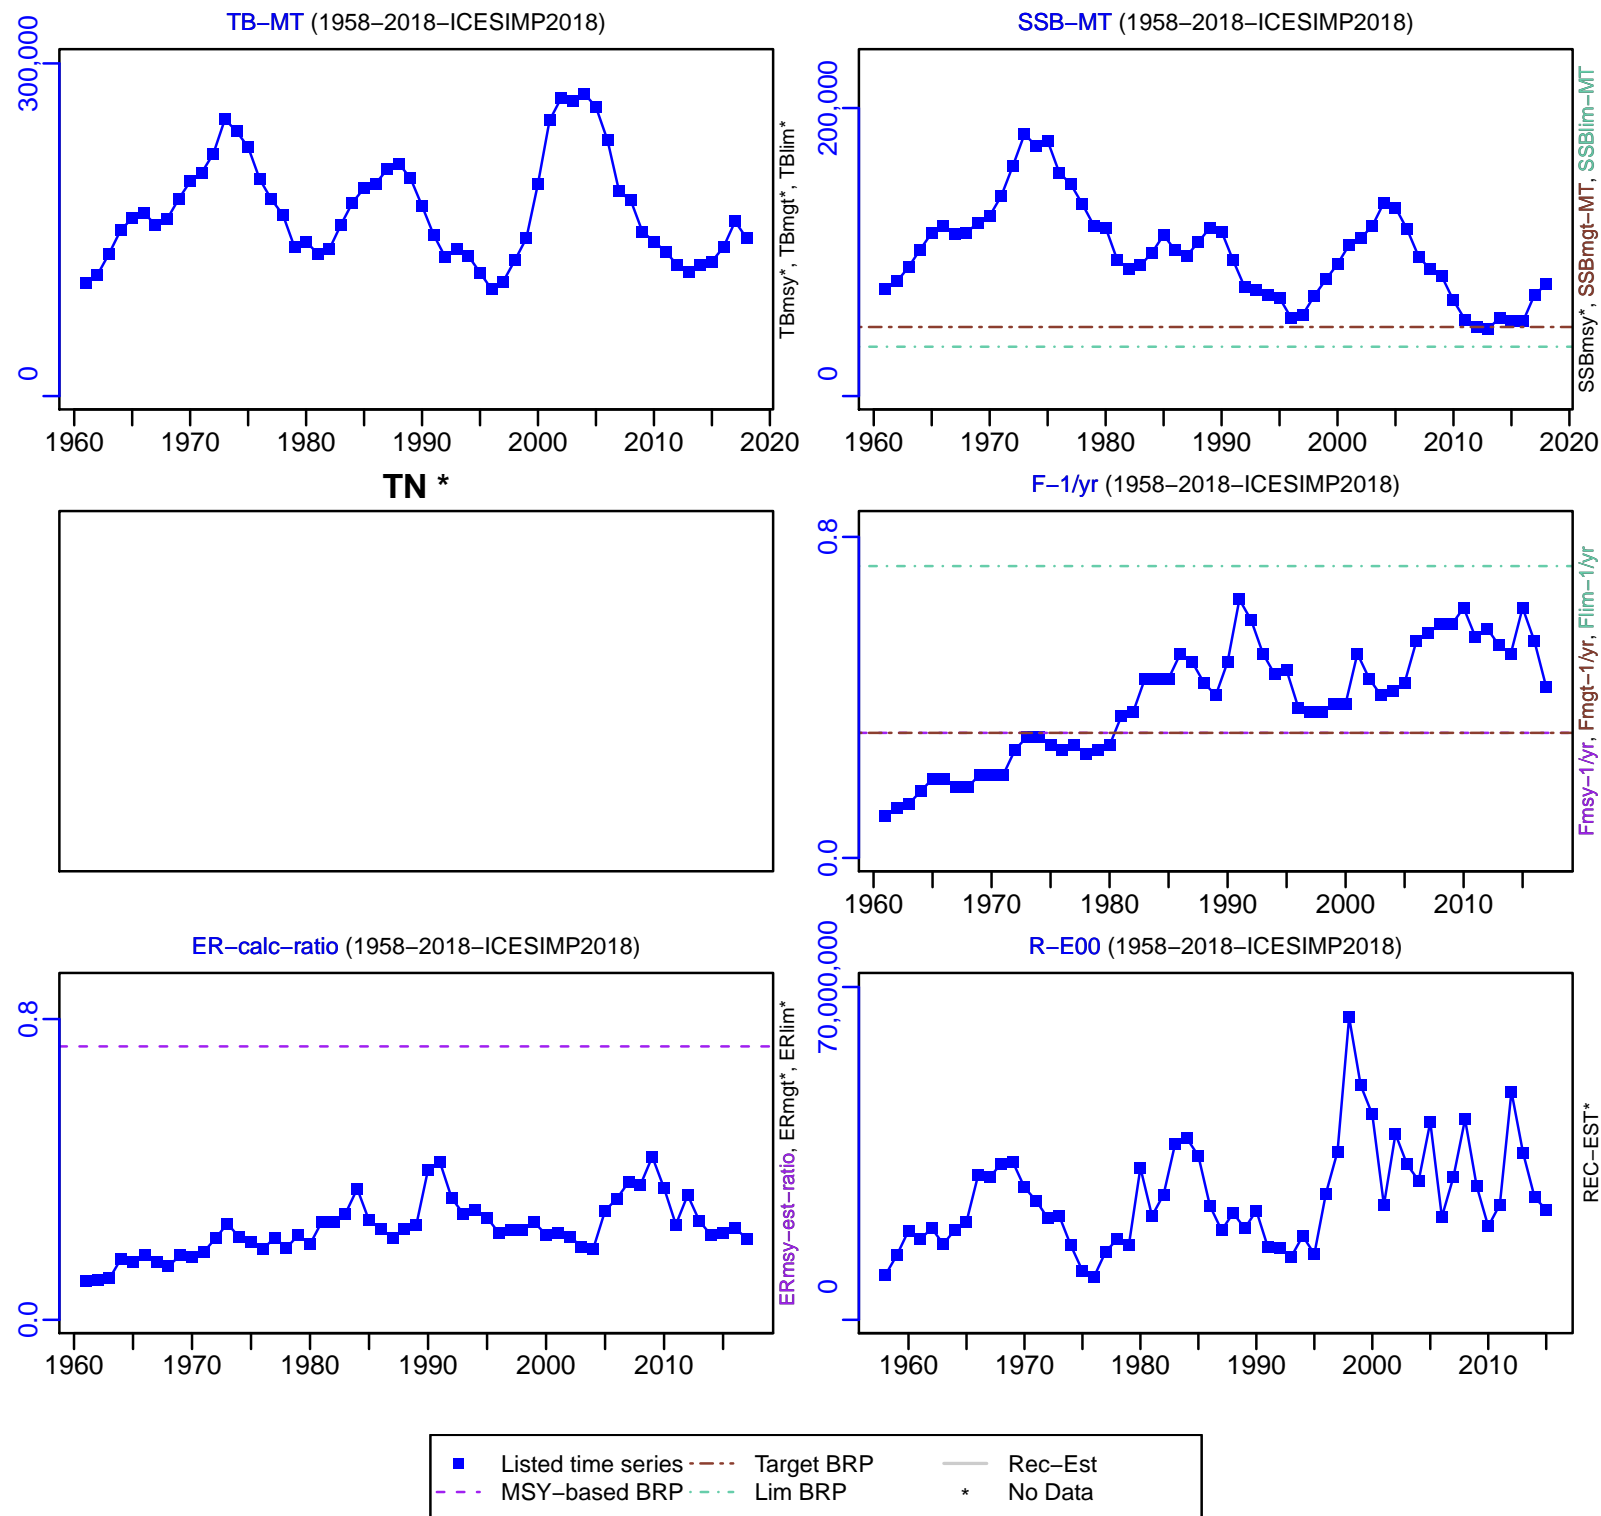 TB−MT (1958−2018−ICESIMP2018)
300,000
0
1960 1970 1980 1990 2000 2010 2020
TBmsy*, TBmgt*, TBlim*
SSB−MT (1958−2018−ICESIMP2018)
200,000
0
1960 1970 1980 1990 2000 2010 2020
SSBmsy*, SSBmgt−MT, SSBlim−MT
TN *
F−1/yr (1958−2018−ICESIMP2018)
0.8
0.0
1960 1970 1980 1990 2000 2010
Fmsy−1/yr, Fmgt−1/yr, Flim−1/yr
ER−calc−ratio (1958−2018−ICESIMP2018)
0.8
0.0
1960 1970 1980 1990 2000 2010
ERmsy−est−ratio, ERmgt*, ERlim*
R−E00 (1958−2018−ICESIMP2018)
70,000,000
0
1960 1970 1980 1990 2000 2010
REC−EST*
Listed time series Target BRP Rec−Est
MSY−based BRP Lim BRP * No Data